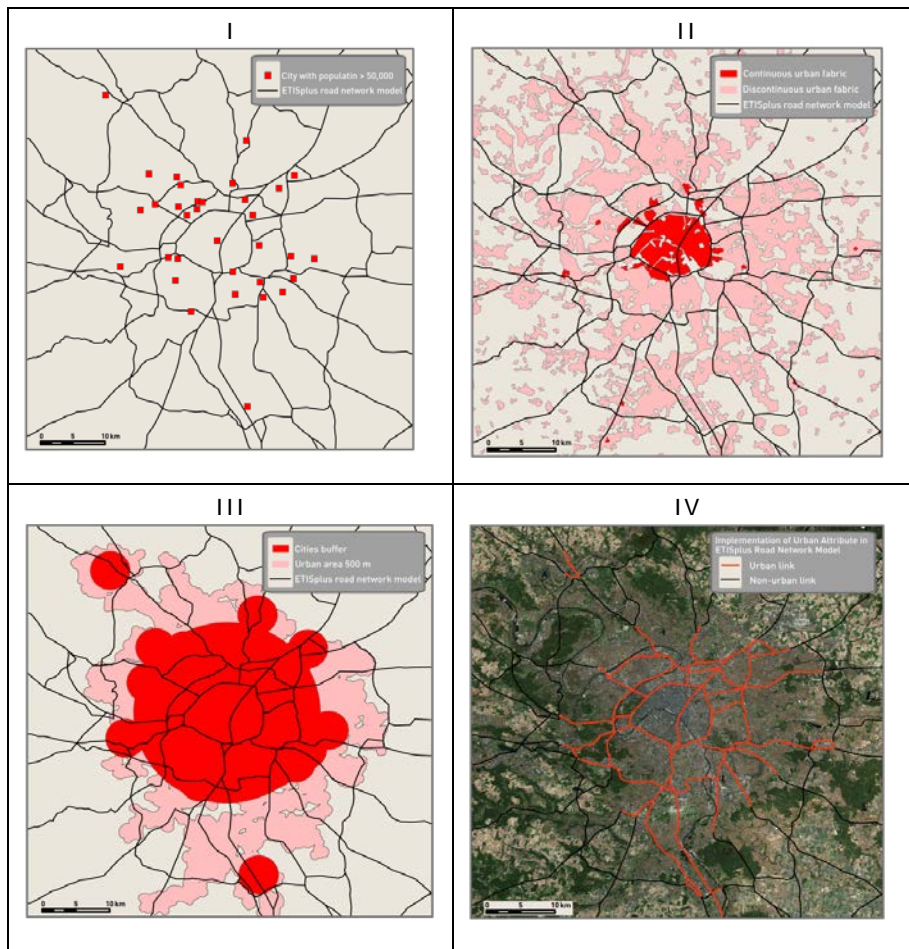 I
City with populatin > 50,000
ETISplus road network model
0 5 10 km
II
Continuous urban fabric
Discontinuous urban fabric
ETISplus road network model
0 5 10 km
III
Cities buffer
Urban area 500 m
ETISplus road network model
0 5 10 km
IV
Implementation of Urban Attribute in
ETISplus Road Network Model
Urban link
Non-urban link
0 5 10 km